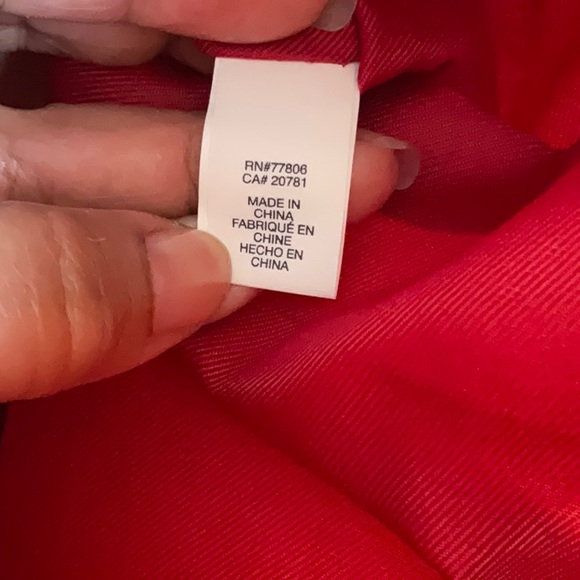 RN#77806
CA# 20781
MADE IN
CHINA
FABRIQUÉ EN
CHINE
HECHO EN
CHINA